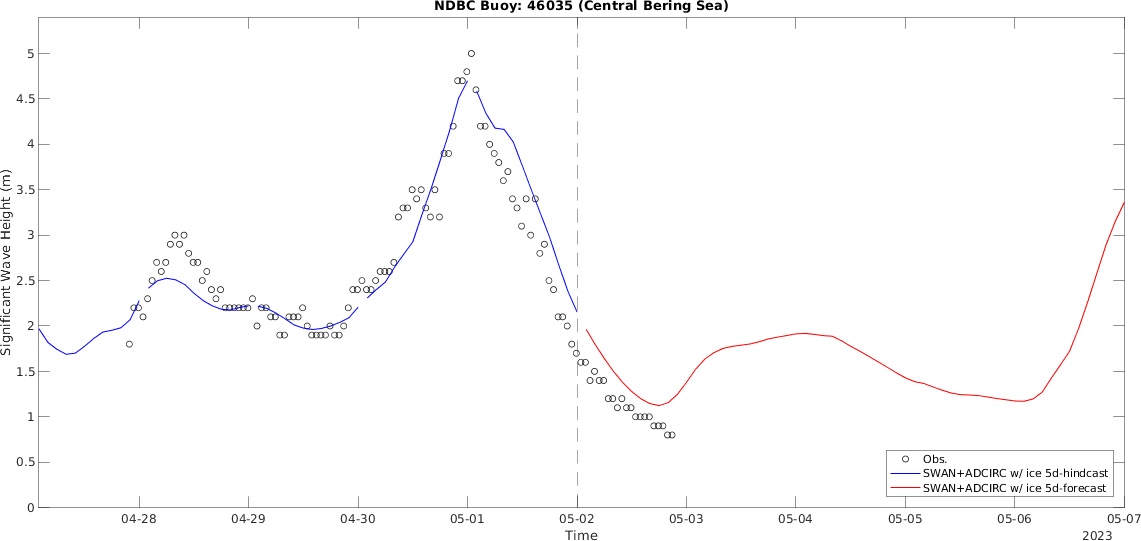 NDBC Buoy: 46035 (Central Bering Sea)
Significant Wave Height (m)
5
4.5
4
3.5
3
2.5
2
1.5
1
0.5
0
Obs.
SWAN+ADCIRC w/ ice 5d-hindcast
SWAN+ADCIRC w/ ice 5d-forecast
04-28 04-29 04-30 05-01 05-02 05-03 05-04 05-05 05-06 05-07
Time
2023